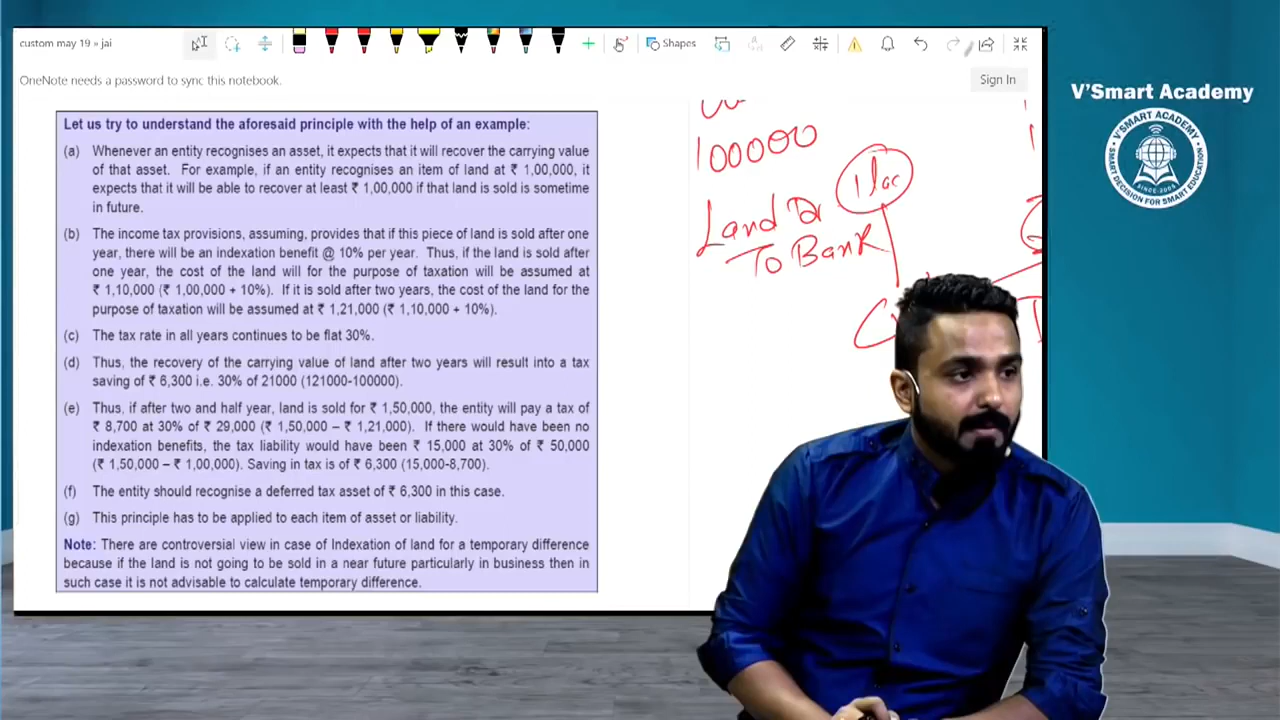 custom may 19 » jai
Shapes
OneNote needs a password to sync this notebook.
Sign In
Let us try to understand the aforesaid principle with the help of an example:
(a) Whenever an entity recognises an asset, it expects that it will recover the carrying value
of that asset. For example, if an entity recognises an item of land at ₹ 1,00,000, it
expects that it will be able to recover at least ₹ 1,00,000 if that land is sold is sometime
in future.
(b) The income tax provisions, assuming, provides that if this piece of land is sold after one
year, there will be an indexation benefit @ 10% per year. Thus, if the land is sold after
one year, the cost of the land will for the purpose of taxation will be assumed at
₹ 1,10,000 (₹ 1,00,000 + 10%). If it is sold after two years, the cost of the land for the
purpose of taxation will be assumed at ₹ 1,21,000 (₹ 1,10,000 + 10%).
(c) The tax rate in all years continues to be flat 30%.
(d) Thus, the recovery of the carrying value of land after two years will result into a tax
saving of ₹ 6,300 i.e. 30% of 21000 (121000-100000).
(e) Thus, if after two and half year, land is sold for ₹ 1,50,000, the entity will pay a tax of
₹ 8,700 at 30% of ₹ 29,000 (₹ 1,50,000 – ₹ 1,21,000). If there would have been no
indexation benefits, the tax liability would have been ₹ 15,000 at 30% of ₹ 50,000
(₹ 1,50,000 – ₹ 1,00,000). Saving in tax is of ₹ 6,300 (15,000-8,700).
(f) The entity should recognise a deferred tax asset of ₹ 6,300 in this case.
(g) This principle has to be applied to each item of asset or liability.
Note: There are controversial view in case of Indexation of land for a temporary difference
because if the land is not going to be sold in a near future particularly in business then in
such case it is not advisable to calculate temporary difference.
100000
1 lac
Land Dr
To Bank
V'Smart Academy
V'SMART ACADEMY
SINCE-2005
SMART DECISION FOR SMART EDUCATION